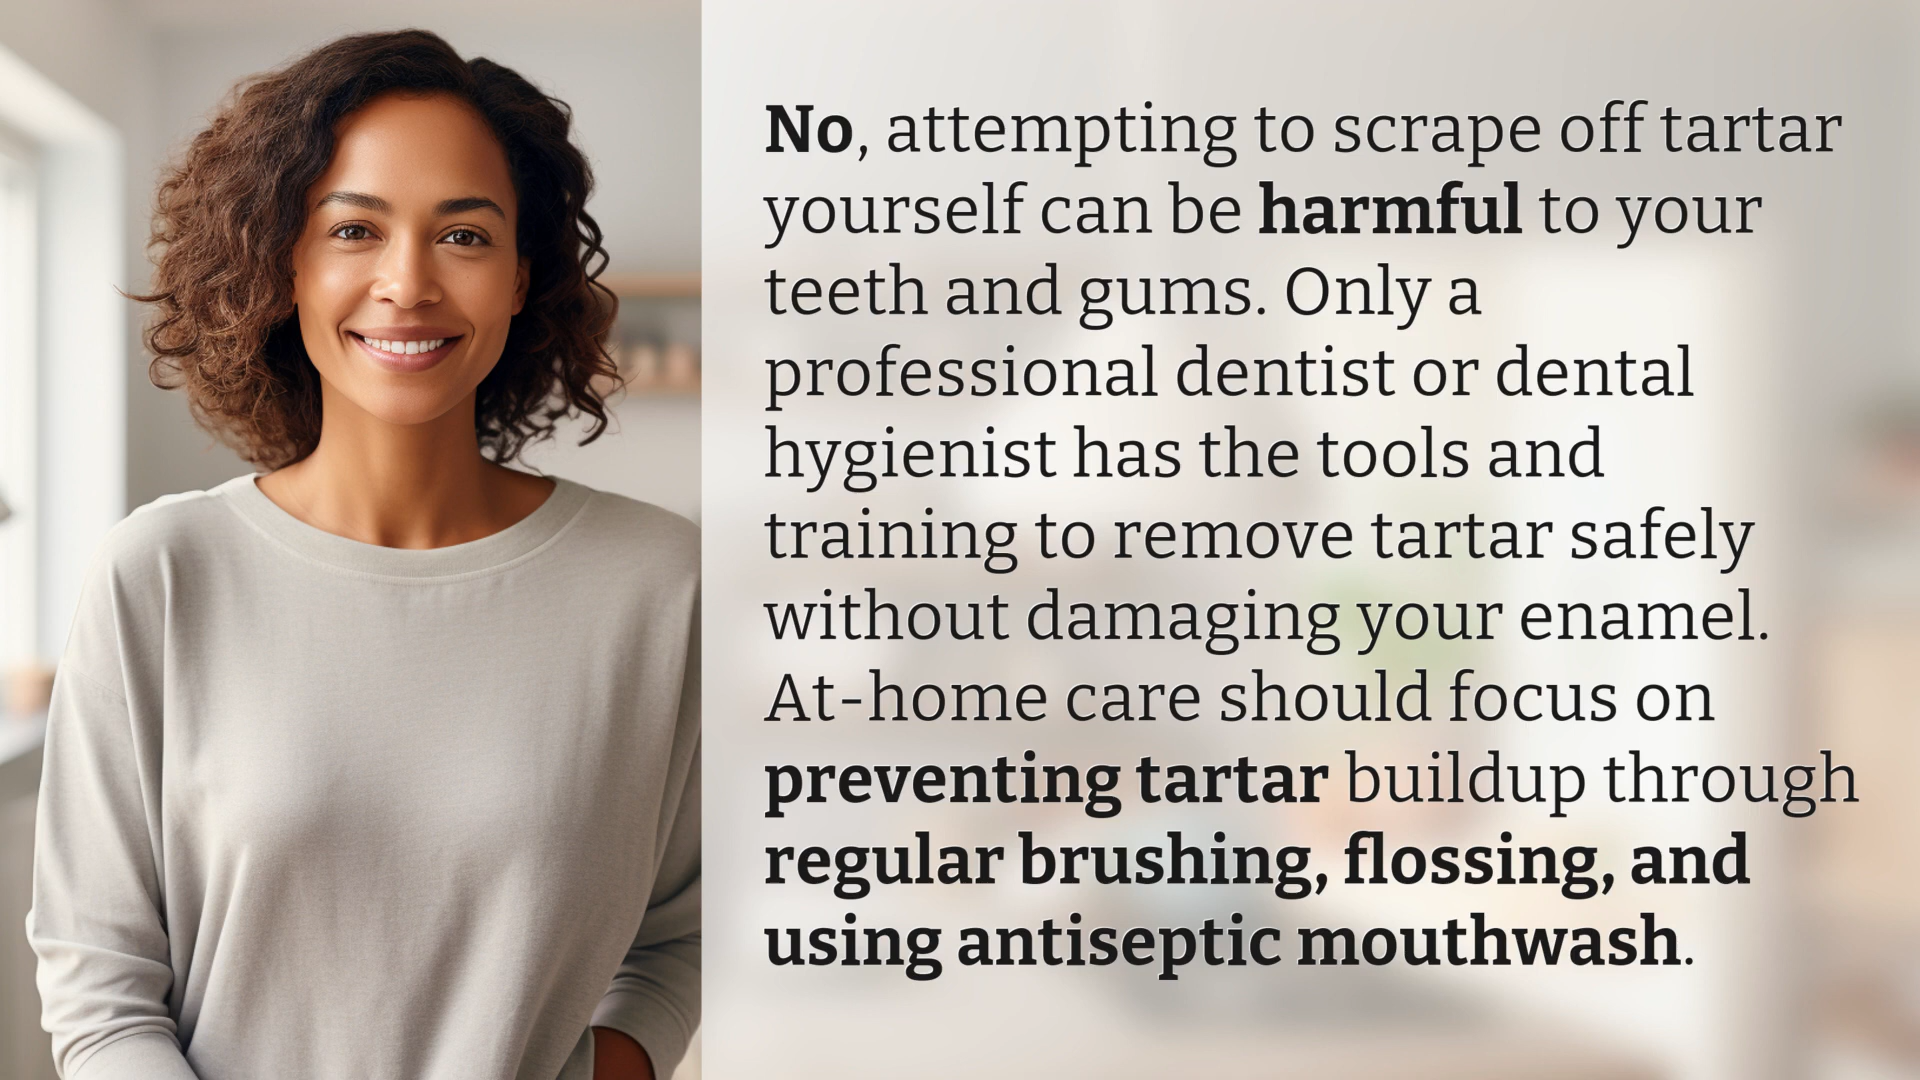 No, attempting to scrape off tartar
yourself can be harmful to your
teeth and gums. Only a
professional dentist or dental
hygienist has the tools and
training to remove tartar safely
without damaging your enamel.
At-home care should focus on
preventing tartar buildup through
regular brushing, flossing, and
using antiseptic mouthwash.